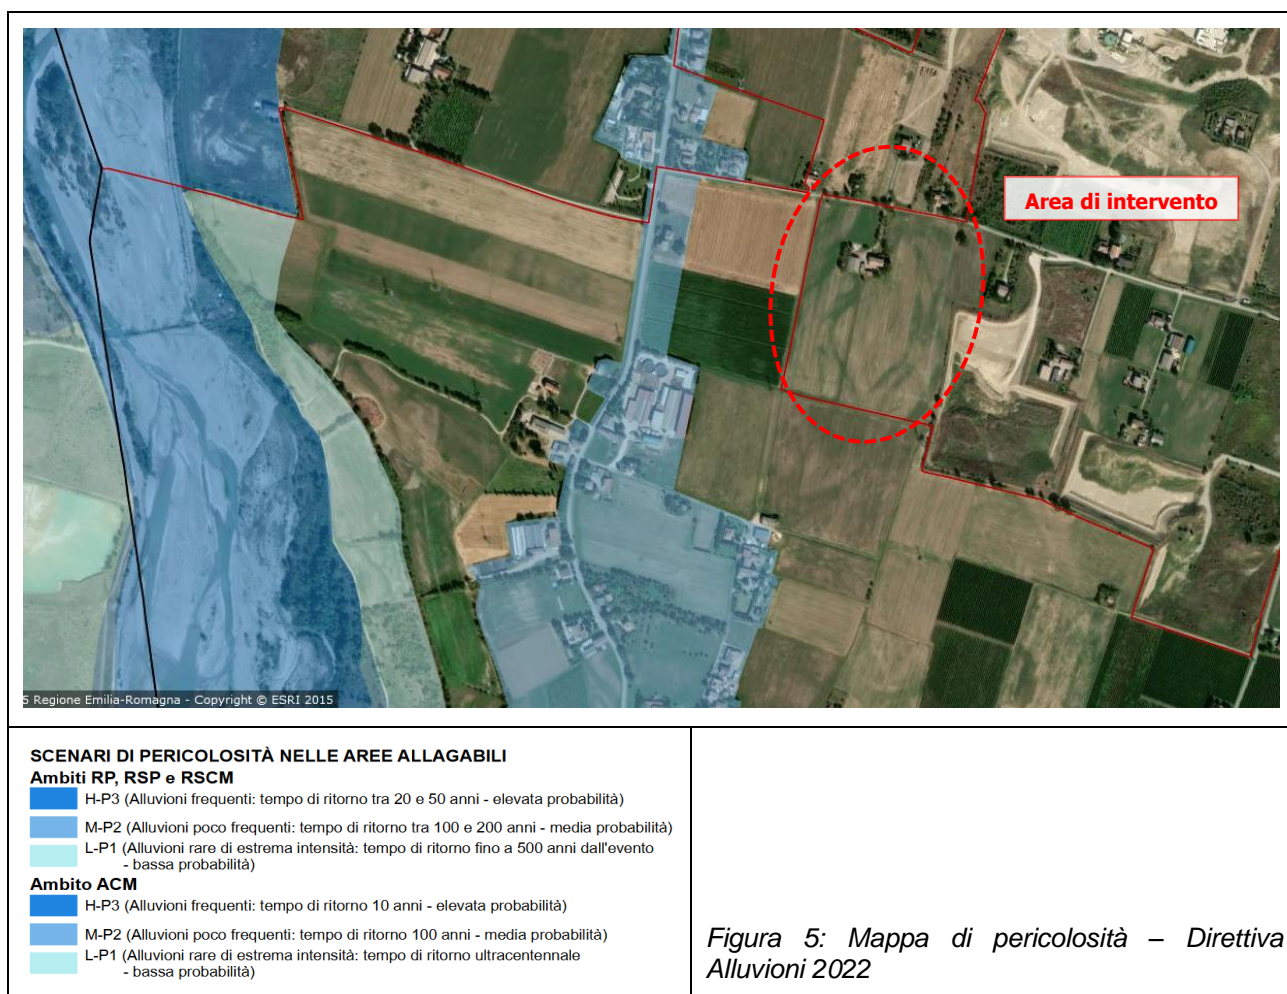 Area di intervento
5 Regione Emilia-Romagna - Copyright © ESRI 2015
SCENARI DI PERICOLOSITÀ NELLE AREE ALLAGABILI
Ambiti RP, RSP e RSCM
H-P3 (Alluvioni frequenti: tempo di ritorno tra 20 e 50 anni - elevata probabilità)
M-P2 (Alluvioni poco frequenti: tempo di ritorno tra 100 e 200 anni - media probabilità)
L-P1 (Alluvioni rare di estrema intensità: tempo di ritorno fino a 500 anni dall'evento
- bassa probabilità)
Ambito ACM
H-P3 (Alluvioni frequenti: tempo di ritorno 10 anni - elevata probabilità)
M-P2 (Alluvioni poco frequenti: tempo di ritorno 100 anni - media probabilità)
L-P1 (Alluvioni rare di estrema intensità: tempo di ritorno ultracentennale
- bassa probabilità)
Figura 5: Mappa di pericolosità – Direttiva
Alluvioni 2022